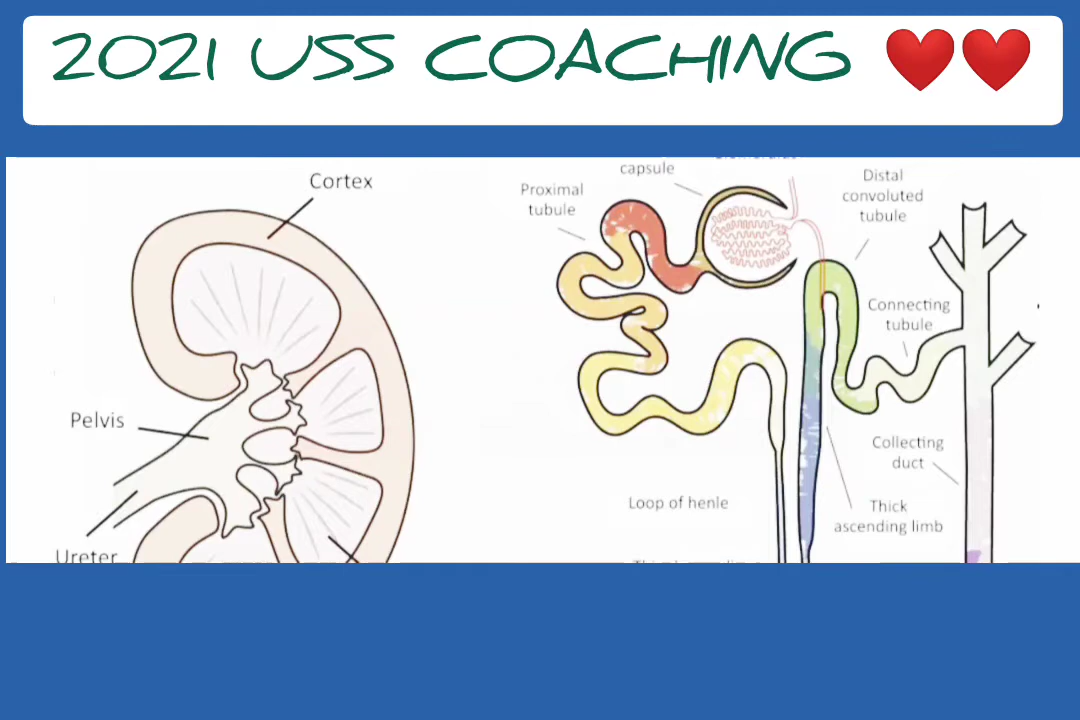 2021 USS COACHING ❤️❤️
Cortex
Pelvis
Ureter
capsule
Proximal
tubule
Distal
convoluted
tubule
Connecting
tubule
Collecting
duct
Loop of henle
Thick
ascending limb